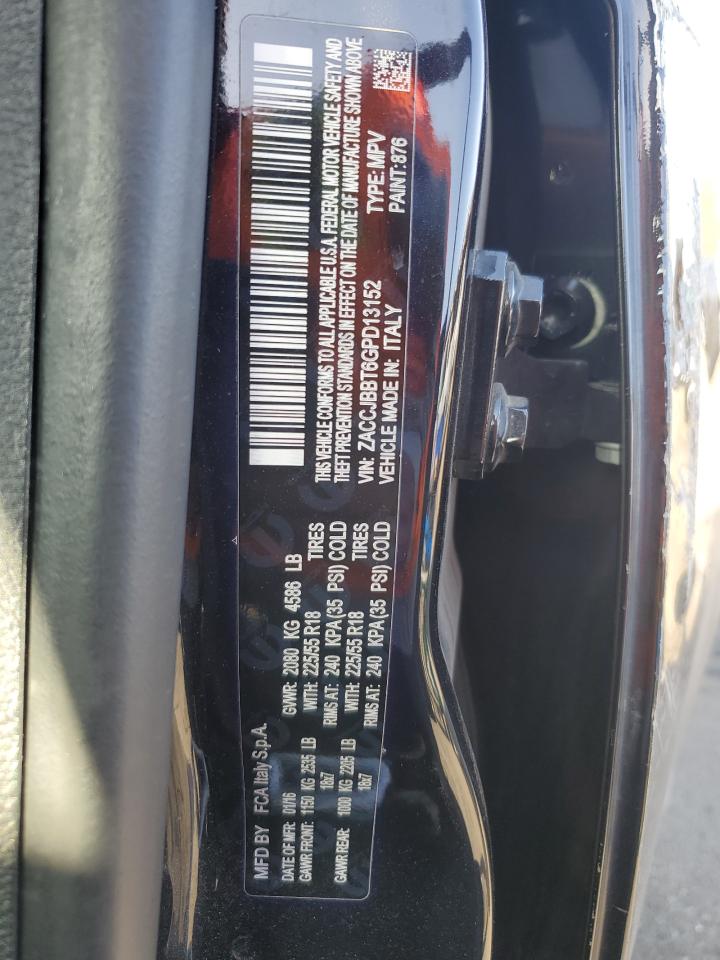 MFD BY FCA Italy S.p.A.
DATE OF MFR: 01/16 GVWR: 2080 KG 4586 LB
GAWR FRONT: 1150 KG 2535 LB WITH: 225/55 R18 TIRES
18x7 RIMS AT: 240 KPA(35 PSI) COLD
GAWR REAR: 1000 KG 2205 LB WITH: 225/55 R18 TIRES
18x7 RIMS AT: 240 KPA(35 PSI) COLD
THIS VEHICLE CONFORMS TO ALL APPLICABLE U.S.A. FEDERAL MOTOR VEHICLE SAFETY AND
THEFT PREVENTION STANDARDS IN EFFECT ON THE DATE OF MANUFACTURE SHOWN ABOVE
VIN: ZACCJBBT6GPD13152 TYPE: MPV
VEHICLE MADE IN: ITALY PAINT: 876